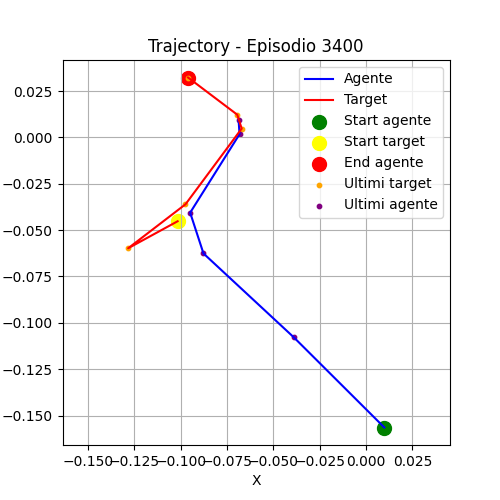 Trajectory - Episodio 3400
Agente
Target
Start agente
Start target
End agente
Ultimi target
Ultimi agente
0.025
0.000
−0.025
−0.050
−0.075
−0.100
−0.125
−0.150
−0.150 −0.125 −0.100 −0.075 −0.050 −0.025 0.000 0.025
X